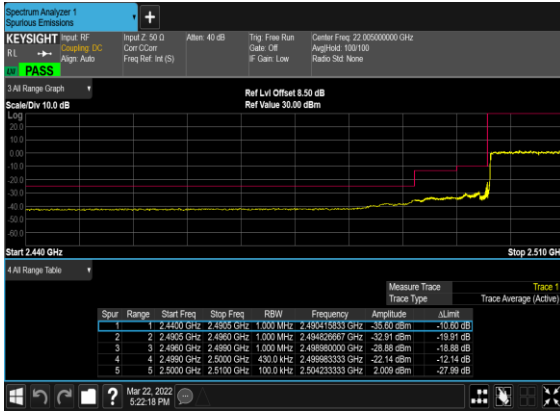 Spectrum Analyzer 1
Spurious Emissions
+
KEYSIGHT
RL
PASS
Input: RF
Coupling: DC
Align: Auto
Input Z: 50 Ω
Corr CCorr
Freq Ref: Int (S)
Atten: 40 dB
Trig: Free Run
Gate: Off
IF Gain: Low
Center Freq: 22.005000000 GHz
Avg|Hold: 100/100
Radio Std: None
3 All Range Graph
Scale/Div 10.0 dB
Ref Lvl Offset 8.50 dB
Ref Value 30.00 dBm
Log
20.0
10.0
0.00
-10.0
-20.0
-30.0
-40.0
-50.0
-60.0
Start 2.440 GHz
Stop 2.510 GH
4 All Range Table
Measure Trace Trace 1
Trace Type Trace Average (Active)
Spur Range Start Freq Stop Freq RBW Frequency Amplitude ΔLimit
1 1 2.4400 GHz 2.4905 GHz 1.000 MHz 2.490415833 GHz -35.60 dBm -10.60 dB
2 2 2.4905 GHz 2.4960 GHz 1.000 MHz 2.494826667 GHz -32.91 dBm -19.91 dB
3 3 2.4960 GHz 2.4990 GHz 1.000 MHz 2.498980000 GHz -28.88 dBm -18.88 dB
4 4 2.4990 GHz 2.5000 GHz 430.0 kHz 2.499983333 GHz -22.14 dBm -12.14 dB
5 5 2.5000 GHz 2.5100 GHz 100.0 kHz 2.504233333 GHz 2.009 dBm -27.99 dB
?
Mar 22, 2022
5:22:18 PM